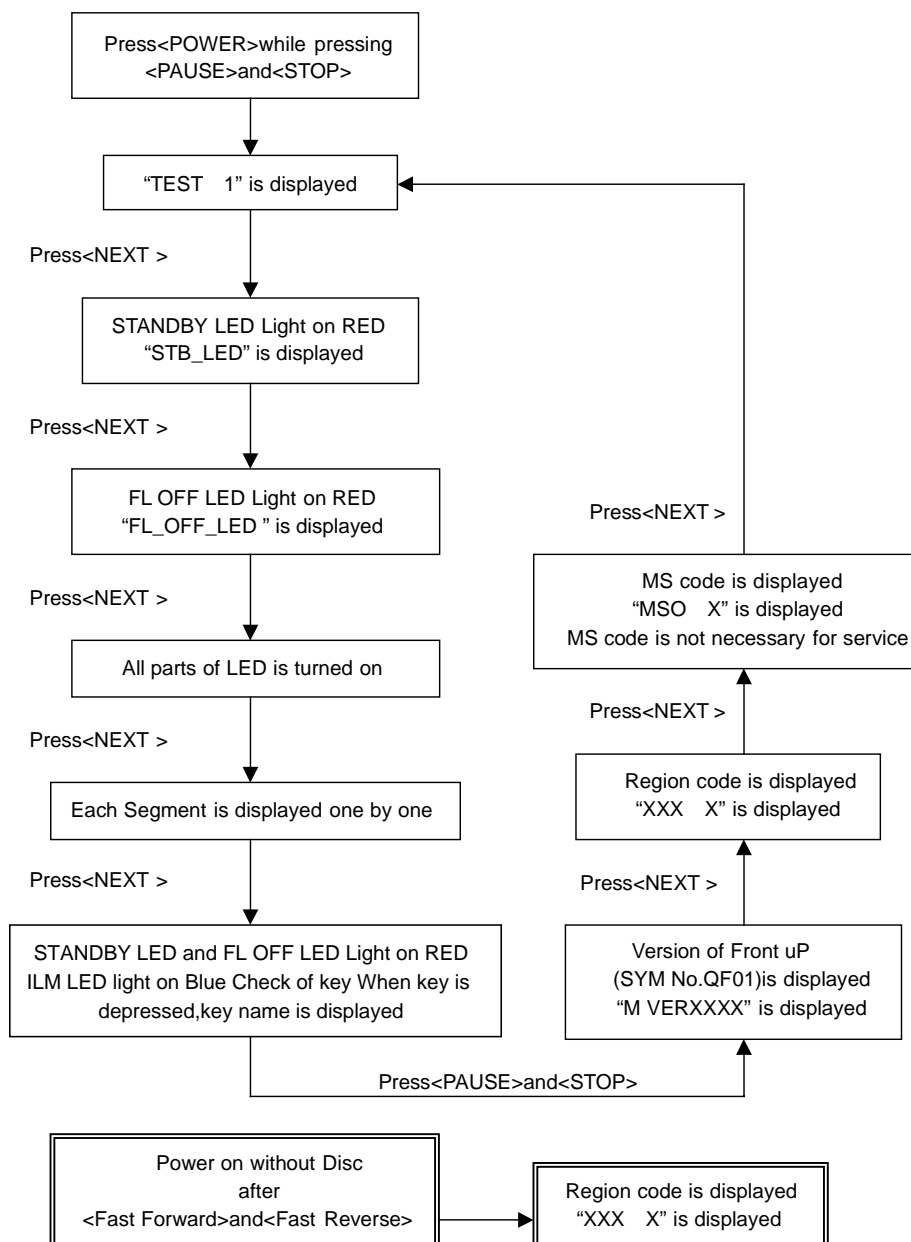 Press<POWER>while pressing
<PAUSE>and<STOP>
“TEST 1” is displayed
Press<NEXT >
STANDBY LED Light on RED
“STB_LED” is displayed
Press<NEXT >
FL OFF LED Light on RED
“FL_OFF_LED ” is displayed
Press<NEXT >
All parts of LED is turned on
Press<NEXT >
Each Segment is displayed one by one
Press<NEXT >
STANDBY LED and FL OFF LED Light on RED
ILM LED light on Blue Check of key When key is
depressed,key name is displayed
Press<PAUSE>and<STOP>
Version of Front uP
(SYM No.QF01)is displayed
“M VERXXXX” is displayed
Press<NEXT >
Region code is displayed
“XXX X” is displayed
Press<NEXT >
MS code is displayed
“MSO X” is displayed
MS code is not necessary for service
Press<NEXT >
Power on without Disc
after
<Fast Forward>and<Fast Reverse>
Region code is displayed
“XXX X” is displayed